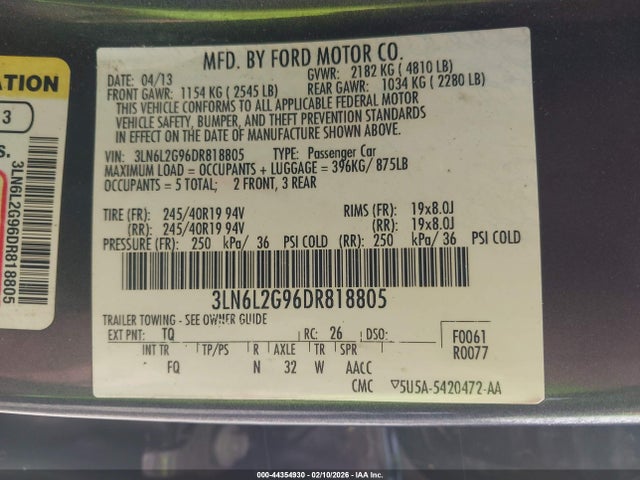 MFD. BY FORD MOTOR CO.
DATE: 04/13 GVWR: 2182 KG ( 4810 LB)
FRONT GAWR: 1154 KG ( 2545 LB) REAR GAWR: 1034 KG ( 2280 LB)
THIS VEHICLE CONFORMS TO ALL APPLICABLE FEDERAL MOTOR
VEHICLE SAFETY, BUMPER, AND THEFT PREVENTION STANDARDS
IN EFFECT ON THE DATE OF MANUFACTURE SHOWN ABOVE.
VIN: 3LN6L2G96DR818805 TYPE: Passenger Car
MAXIMUM LOAD = OCCUPANTS + LUGGAGE = 396KG/ 875LB
OCCUPANTS = 5 TOTAL; 2 FRONT, 3 REAR
TIRE (FR): 245/40R19 94V RIMS (FR): 19x8.0J
(RR): 245/40R19 94V (RR): 19x8.0J
PRESSURE (FR): 250 kPa/ 36 PSI COLD (RR): 250 kPa/ 36 PSI COLD
3LN6L2G96DR818805
TRAILER TOWING - SEE OWNER GUIDE
EXT PNT: TQ RC: 26 DSO: F0061
INT TR TP/PS R AXLE TR SPR R0077
FQ N 32 W AACC
CMC ▽5U5A-5420472-AA
ATION
3
S.
3LN6L2G96DR818805
000-44354930 - 02/10/2026 - IAA Inc.